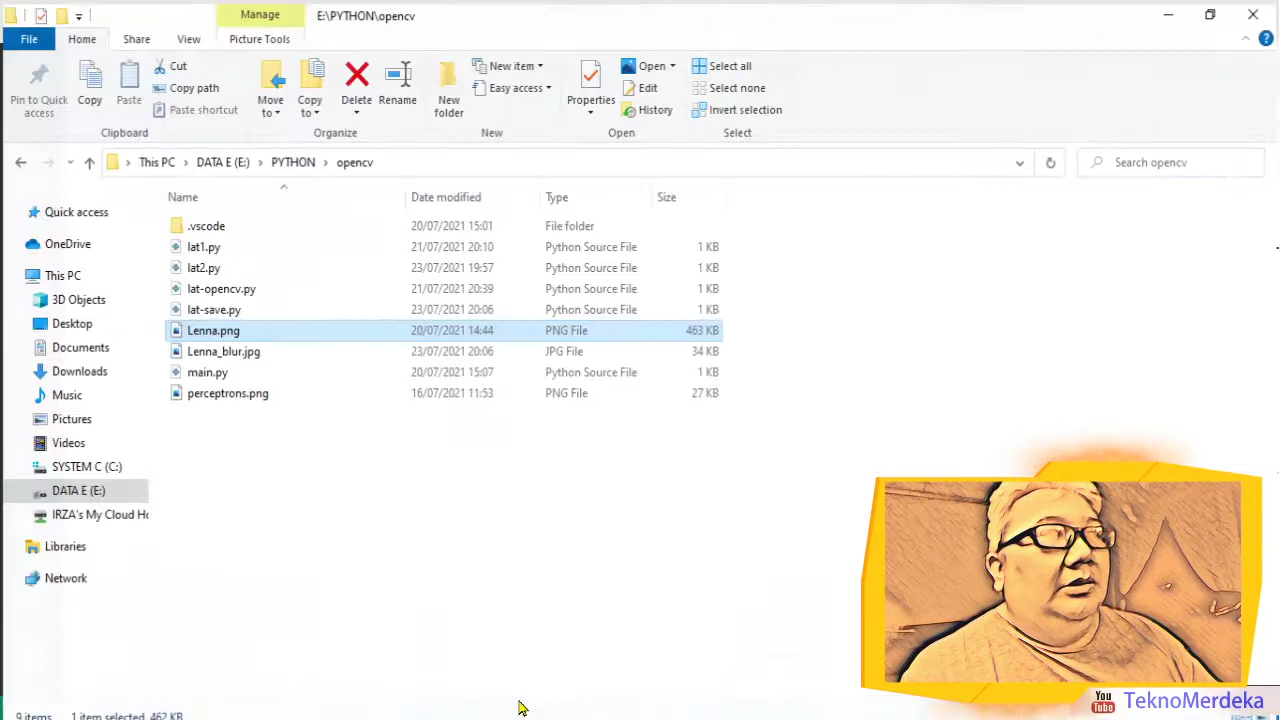 Manage
E:\PYTHON\opencv
File
Home
Share
View
Picture Tools
Pin to Quick access
Copy
Paste
Cut
Copy path
Paste shortcut
Clipboard
Move to
Copy to
Delete
Rename
Organize
New folder
New item
Easy access
New
Properties
Open
Edit
History
Open
Select all
Select none
Invert selection
Select
This PC > DATA E (E:) > PYTHON > opencv
Search opencv
Name Date modified Type Size
.vscode 20/07/2021 15:01 File folder
lat1.py 21/07/2021 20:10 Python Source File 1 KB
lat2.py 23/07/2021 19:57 Python Source File 1 KB
lat-opencv.py 21/07/2021 20:39 Python Source File 1 KB
lat-save.py 23/07/2021 20:06 Python Source File 1 KB
Lenna.png 20/07/2021 14:44 PNG File 463 KB
Lenna_blur.jpg 23/07/2021 20:06 JPG File 34 KB
main.py 20/07/2021 15:07 Python Source File 1 KB
perceptrons.png 16/07/2021 11:53 PNG File 27 KB
Quick access
OneDrive
This PC
3D Objects
Desktop
Documents
Downloads
Music
Pictures
Videos
SYSTEM C (C:)
DATA E (E:)
IRZA's My Cloud Ho
Libraries
Network
9 items 1 item selected 462 KB
You Tube TeknoMerdeka